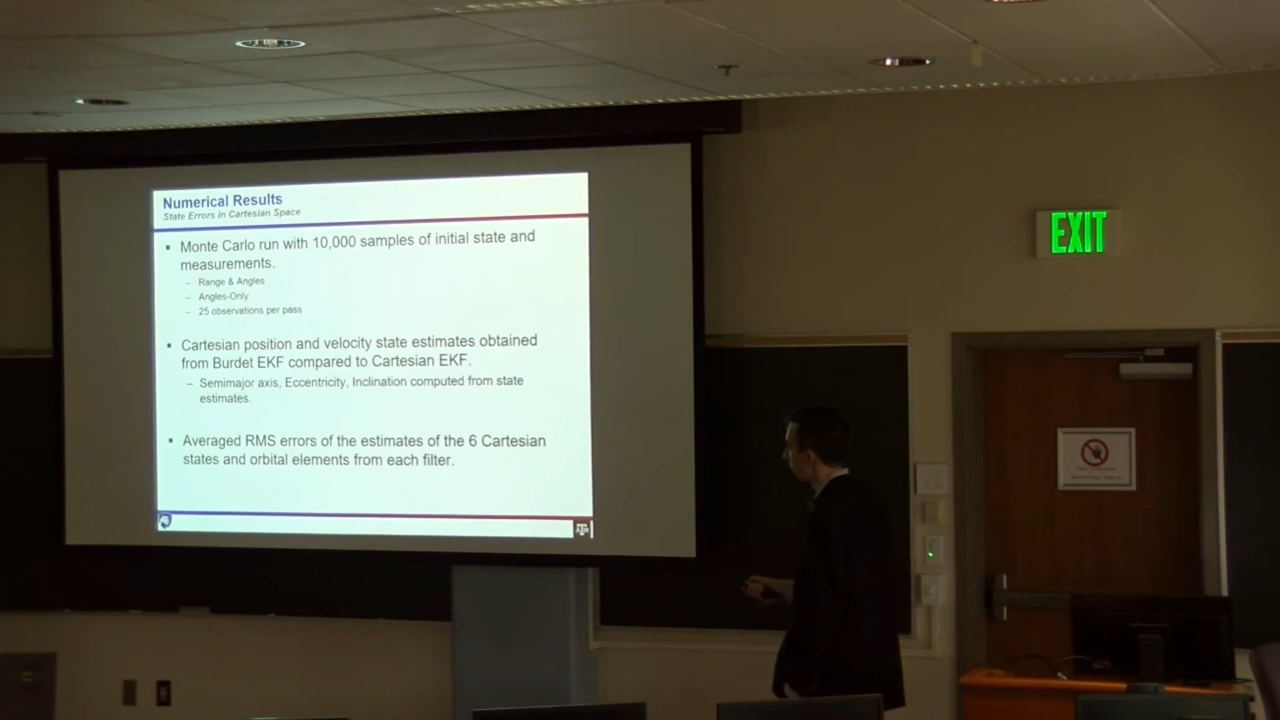 Numerical Results
State Errors in Cartesian Space
▪ Monte Carlo run with 10,000 samples of initial state and
measurements.
– Range & Angles
– Angles-Only
– 25 observations per pass
▪ Cartesian position and velocity state estimates obtained
from Burdet EKF compared to Cartesian EKF.
– Semimajor axis, Eccentricity, Inclination computed from state
estimates.
▪ Averaged RMS errors of the estimates of the 6 Cartesian
states and orbital elements from each filter.
EXIT